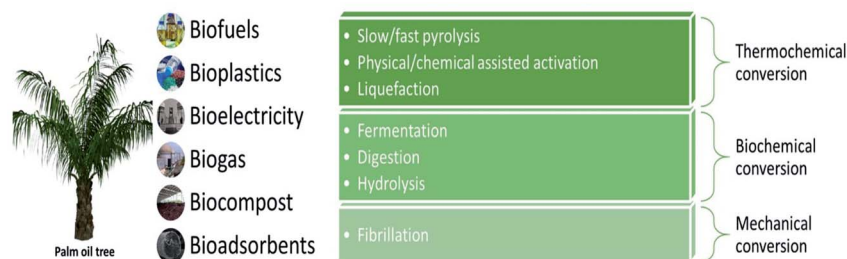 Biofuels
Bioplastics
Bioelectricity
Biogas
Biocompost
Bioadsorbents
Palm oil tree
• Slow/fast pyrolysis
• Physical/chemical assisted activation
• Liquefaction
Thermochemical
conversion
• Fermentation
• Digestion
• Hydrolysis
Biochemical
conversion
• Fibrillation
Mechanical
conversion